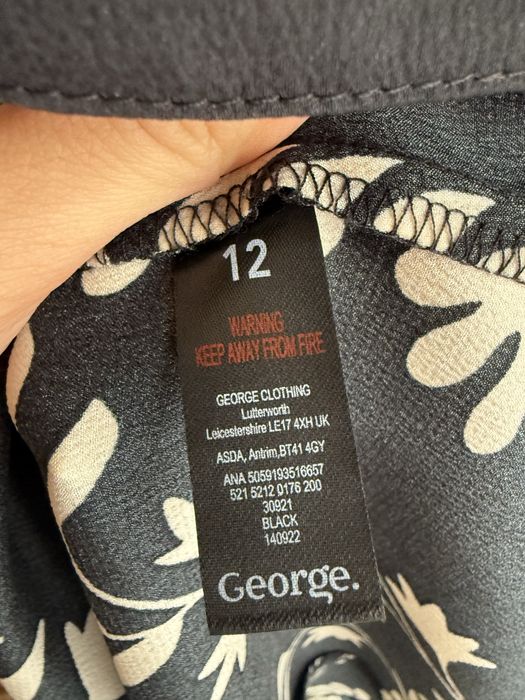 12
WARNING
KEEP AWAY FROM FIRE
GEORGE CLOTHING
Lutterworth
Leicestershire LE17 4XH UK
ASDA, Antrim,BT41 4GY
ANA 5059193516657
521 5212 0176 200
30921
BLACK
140922
George.